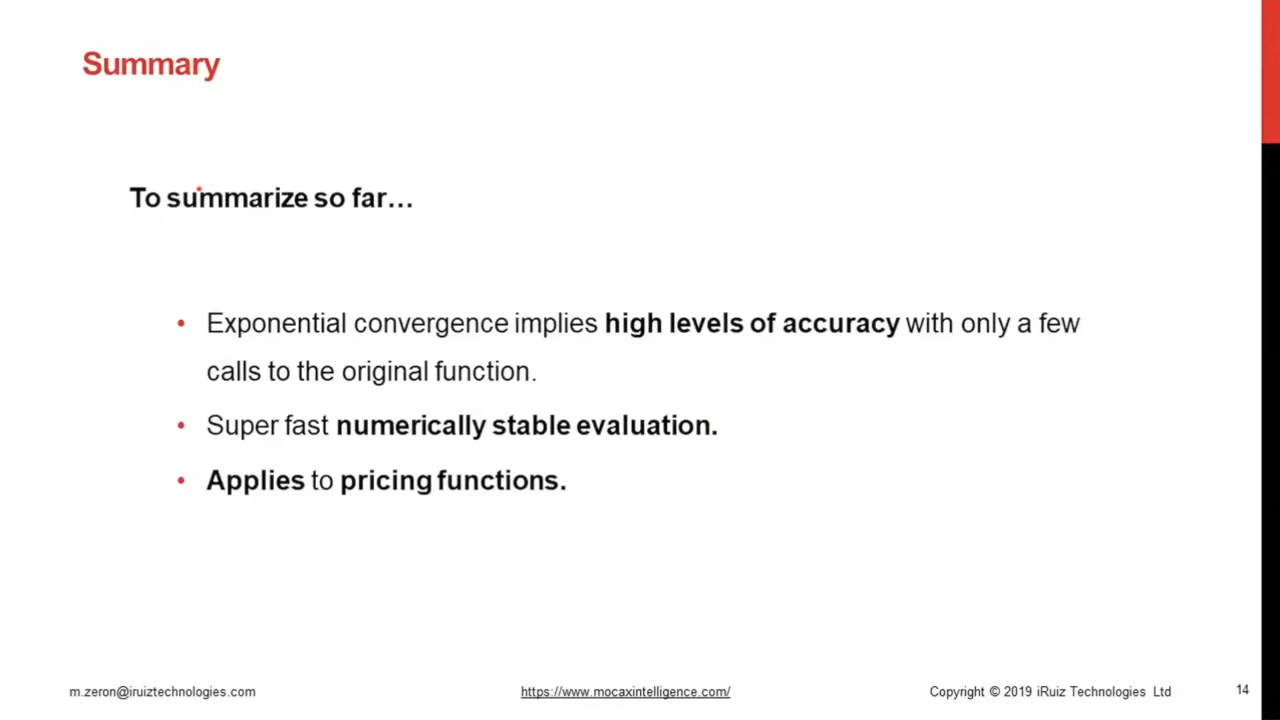 Summary
To summarize so far…
• Exponential convergence implies high levels of accuracy with only a few
calls to the original function.
• Super fast numerically stable evaluation.
• Applies to pricing functions.
m.zeron@iruiztechnologies.com
https://www.mocaxintelligence.com/
Copyright © 2019 iRuiz Technologies Ltd
14